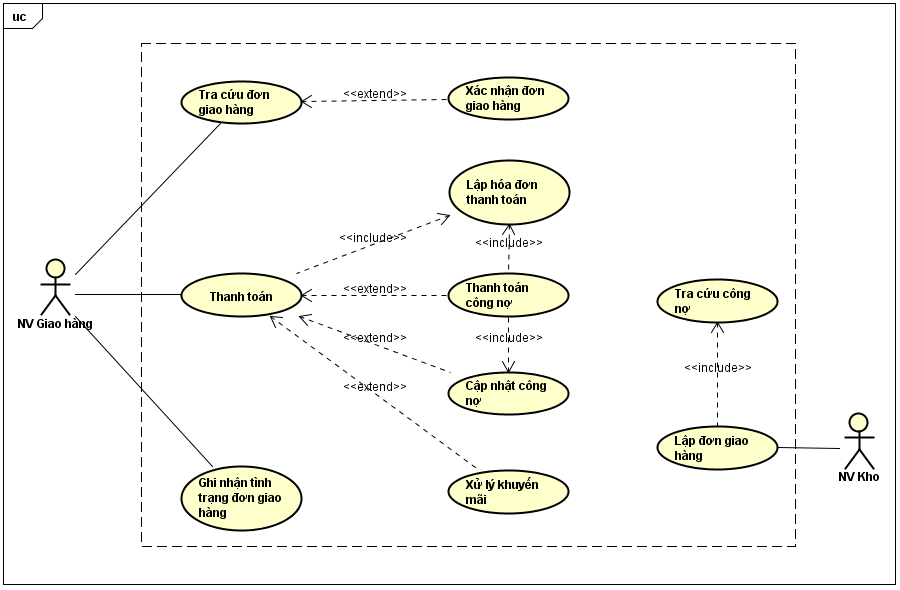 uc
Tra cứu đơn
giao hàng
<<extend>>
Xác nhận đơn
giao hàng
Lập hóa đơn
thanh toán
<<include>>
<<include>>
NV Giao hàng
Thanh toán
<<extend>>
Thanh toán
công nợ
Tra cứu công
nợ
<<extend>>
<<include>>
<<extend>>
Cập nhật công
nợ
<<include>>
Lập đơn giao
hàng
NV Kho
Ghi nhận tình
trạng đơn giao
hàng
Xử lý khuyến
mãi